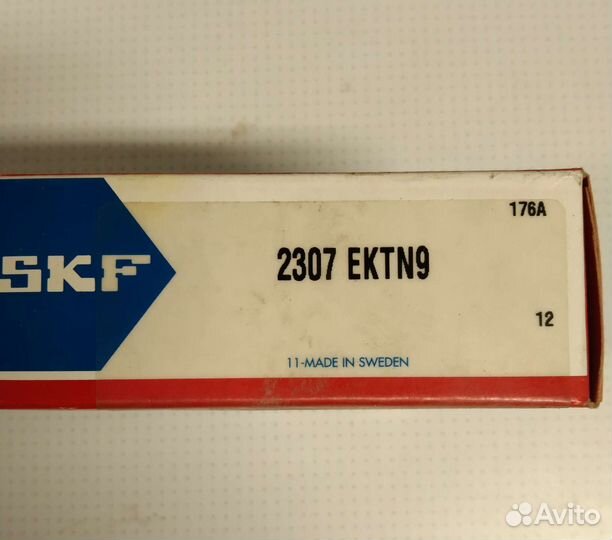 176A
SKF
2307 EKTN9
12
11-MADE IN SWEDEN
Avito